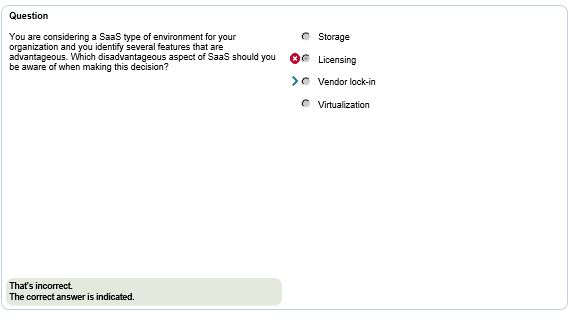 Question
You are considering a SaaS type of environment for your
organization and you identify several features that are
advantageous. Which disadvantageous aspect of SaaS should you
be aware of when making this decision?
Storage
Licensing
Vendor lock-in
Virtualization
That's incorrect.
The correct answer is indicated.